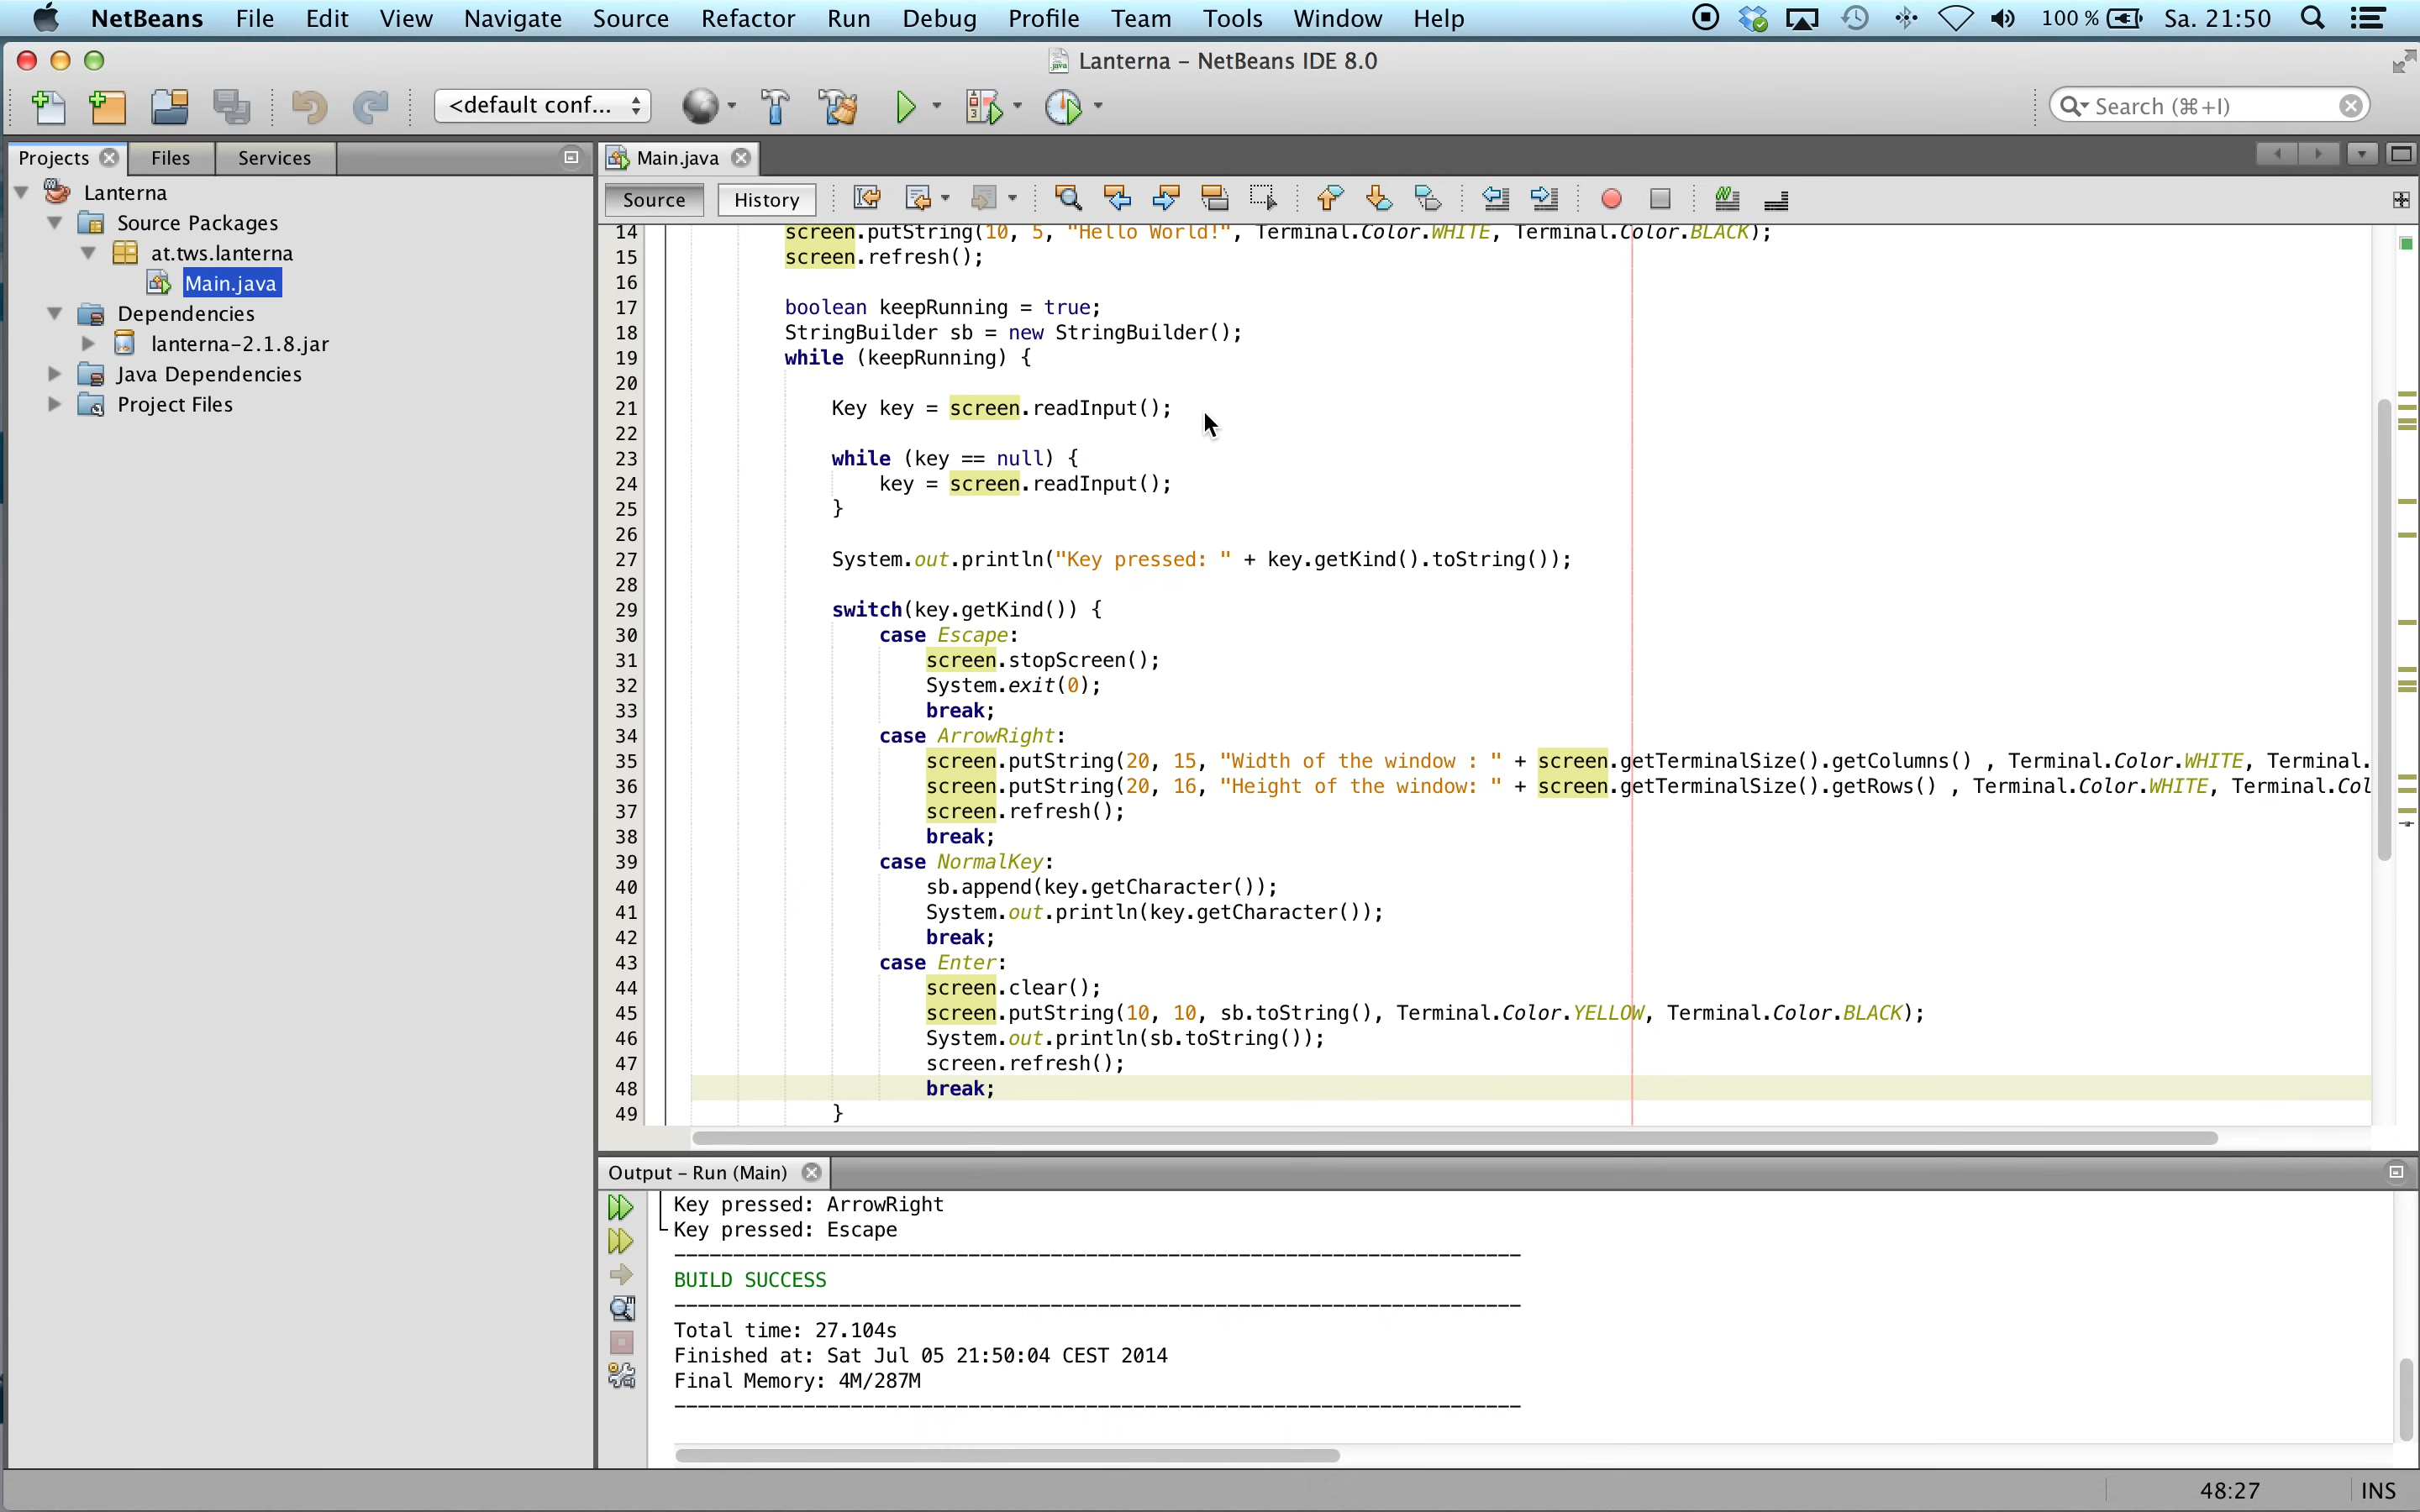 NetBeans File Edit View Navigate Source Refactor Run Debug Profile Team Tools Window Help 100 % Sa. 21:50
Lanterna – NetBeans IDE 8.0
<default conf... Search (⌘+I)
Projects Files Services
Lanterna
Source Packages
at.tws.lanterna
Main.java
Dependencies
lanterna-2.1.8.jar
Java Dependencies
Project Files
Main.java
Source History
14 screen.putString(10, 5, "Hello World!", Terminal.Color.WHITE, Terminal.Color.BLACK);
15 screen.refresh();
16
17 boolean keepRunning = true;
18 StringBuilder sb = new StringBuilder();
19 while (keepRunning) {
20
21 Key key = screen.readInput();
22
23 while (key == null) {
24 key = screen.readInput();
25 }
26
27 System.out.println("Key pressed: " + key.getKind().toString());
28
29 switch(key.getKind()) {
30 case Escape:
31 screen.stopScreen();
32 System.exit(0);
33 break;
34 case ArrowRight:
35 screen.putString(20, 15, "Width of the window : " + screen.getTerminalSize().getColumns() , Terminal.Color.WHITE, Terminal.
36 screen.putString(20, 16, "Height of the window: " + screen.getTerminalSize().getRows() , Terminal.Color.WHITE, Terminal.Col
37 screen.refresh();
38 break;
39 case NormalKey:
40 sb.append(key.getCharacter());
41 System.out.println(key.getCharacter());
42 break;
43 case Enter:
44 screen.clear();
45 screen.putString(10, 10, sb.toString(), Terminal.Color.YELLOW, Terminal.Color.BLACK);
46 System.out.println(sb.toString());
47 screen.refresh();
48 break;
49 }
Output – Run (Main)
Key pressed: ArrowRight
Key pressed: Escape
------------------------------------------------------------------------
BUILD SUCCESS
------------------------------------------------------------------------
Total time: 27.104s
Finished at: Sat Jul 05 21:50:04 CEST 2014
Final Memory: 4M/287M
------------------------------------------------------------------------
48:27 INS